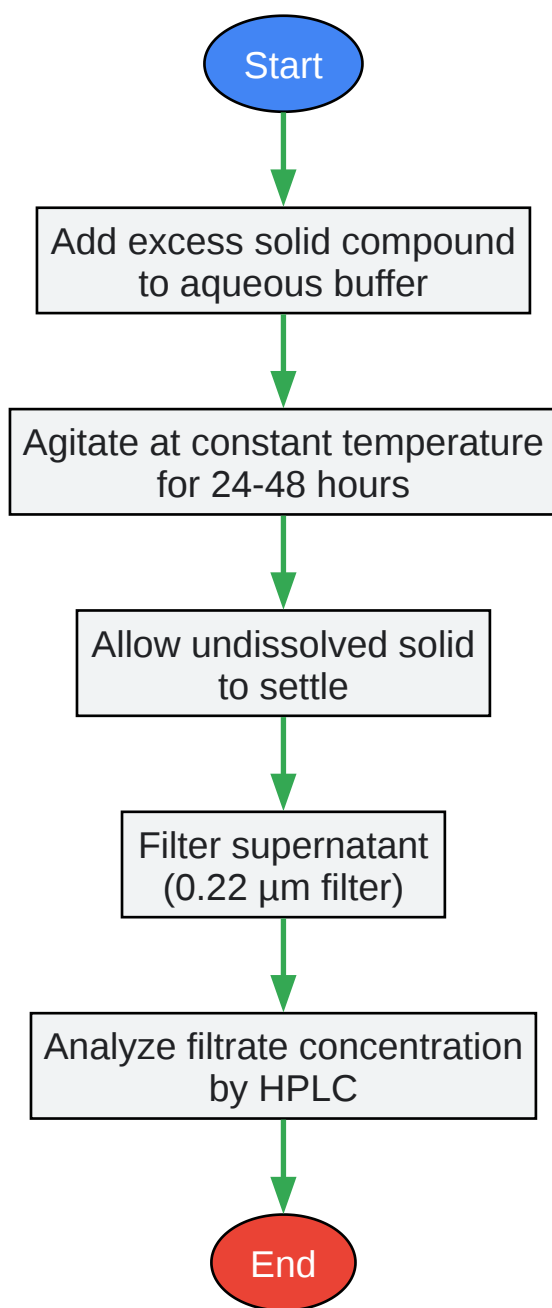 Start
Add excess solid compound
to aqueous buffer
Agitate at constant temperature
for 24-48 hours
Allow undissolved solid
to settle
Filter supernatant
(0.22 µm filter)
Analyze filtrate concentration
by HPLC
End